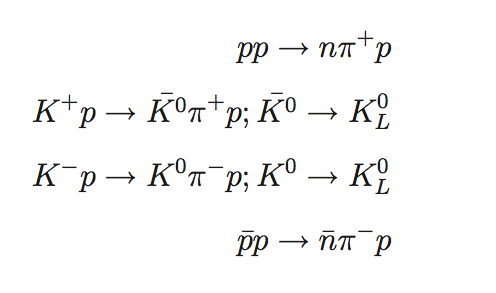 pp → nπ⁺p
K⁺p → K̄⁰π⁺p; K̄⁰ → K⁰_L
K⁻p → K⁰π⁻p; K⁰ → K⁰_L
p̄p → n̄π⁻p